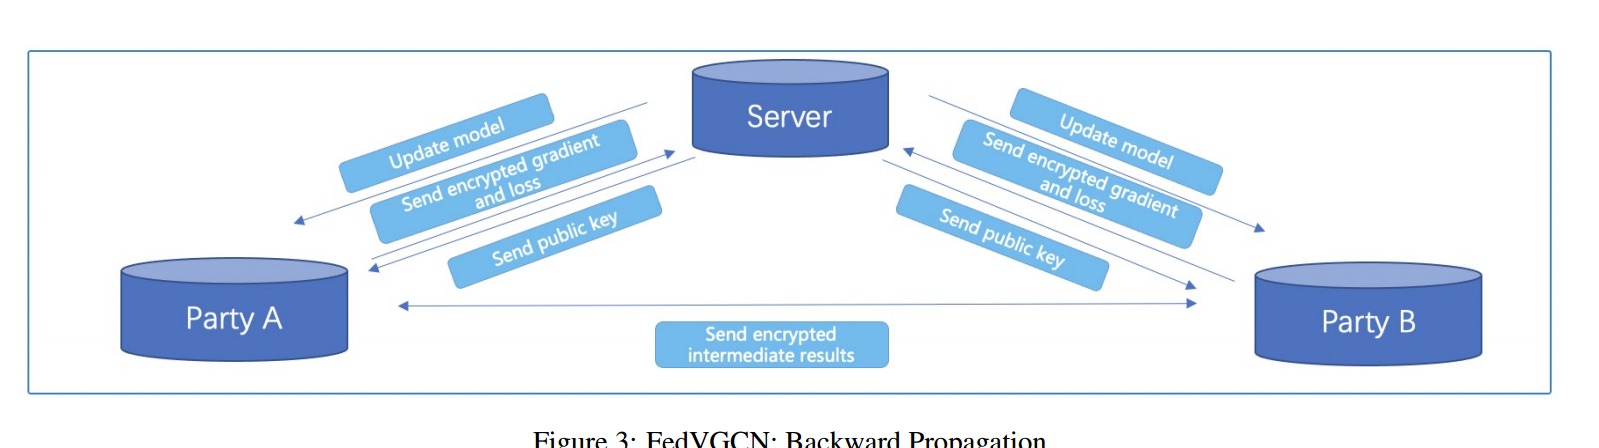 Server
Update model
Send encrypted gradient
and loss
Send public key
Update model
Send encrypted gradient
and loss
Send public key
Party A
Party B
Send encrypted
intermediate results
Figure 3: FedVGCN: Backward Propagation